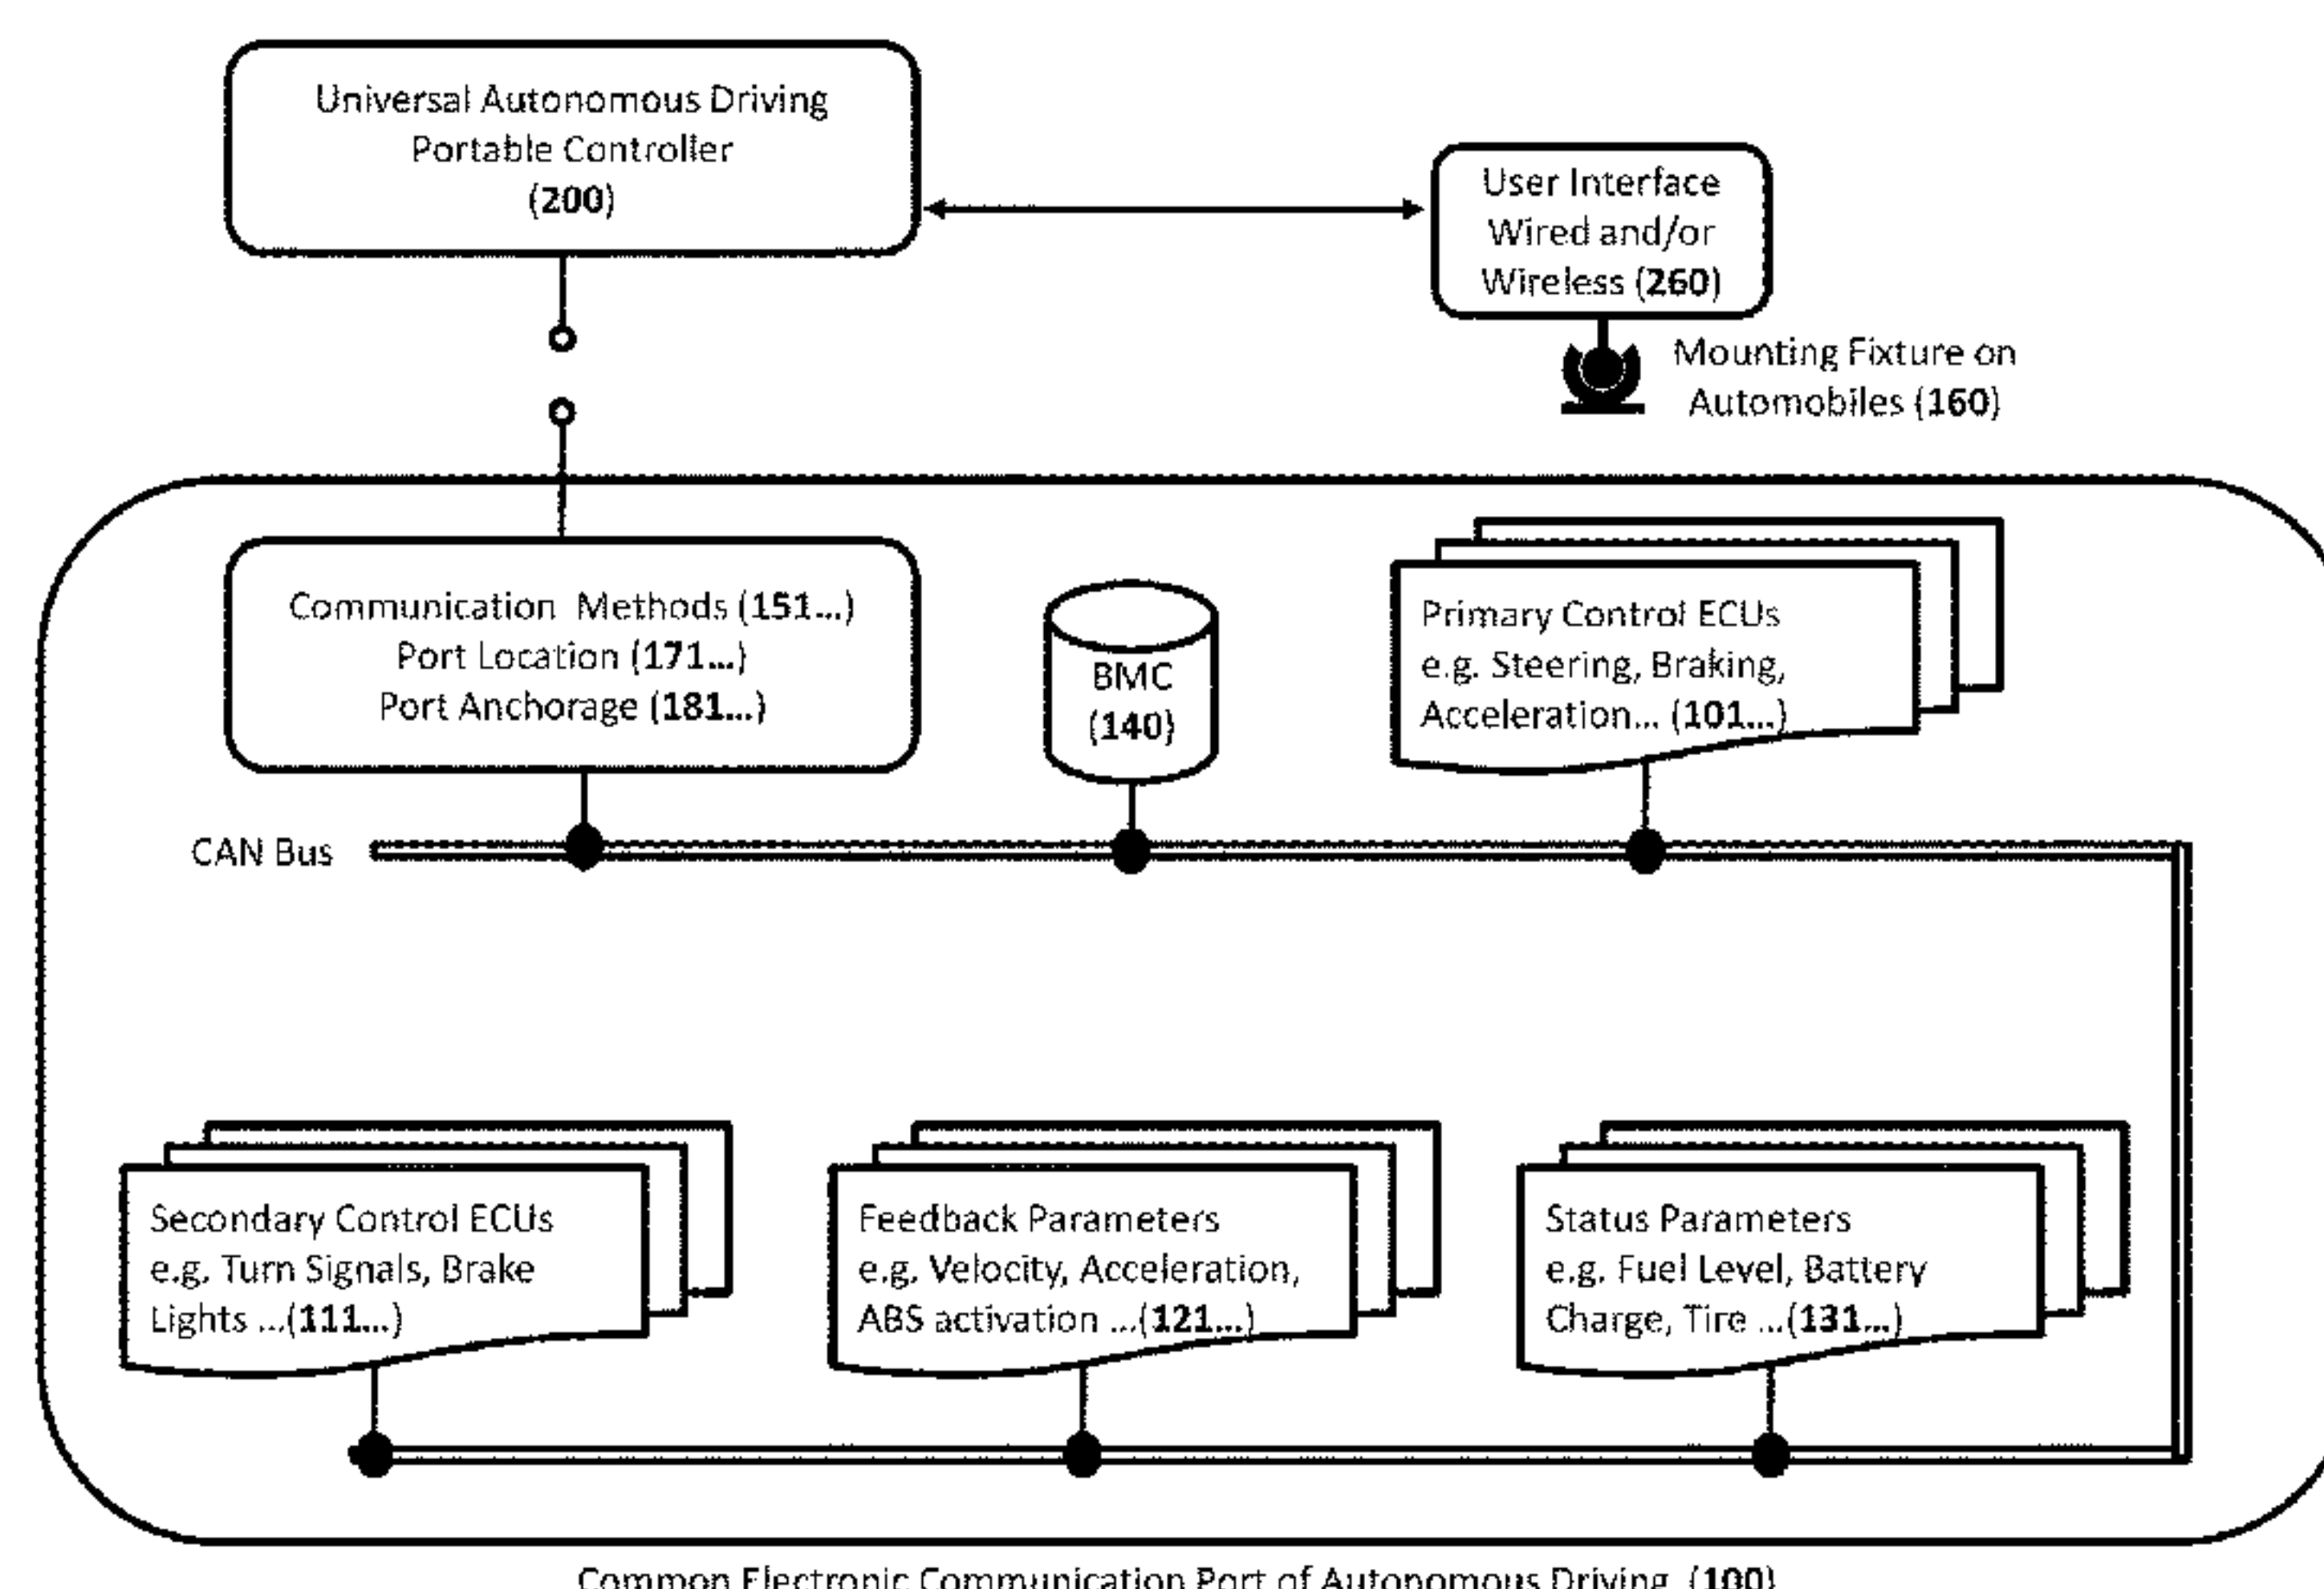 Universal Autonomous Driving
Portable Controller
(200)
User Interface
Wired and/or
Wireless (260)
Mounting Fixture on
Automobiles (160)
Communication Methods (151...)
Port Location (171...)
Port Anchorage (181...)
BMC
(140)
Primary Control ECUs
e.g. Steering, Braking,
Acceleration... (101...)
CAN Bus
Secondary Control ECUs
e.g. Turn Signals, Brake
Lights ...(111...)
Feedback Parameters
e.g. Velocity, Acceleration,
ABS activation ...(121...)
Status Parameters
e.g. Fuel Level, Battery
Charge, Tire ...(131...)
Common Electronic Communication Port of Autonomous Driving (100)